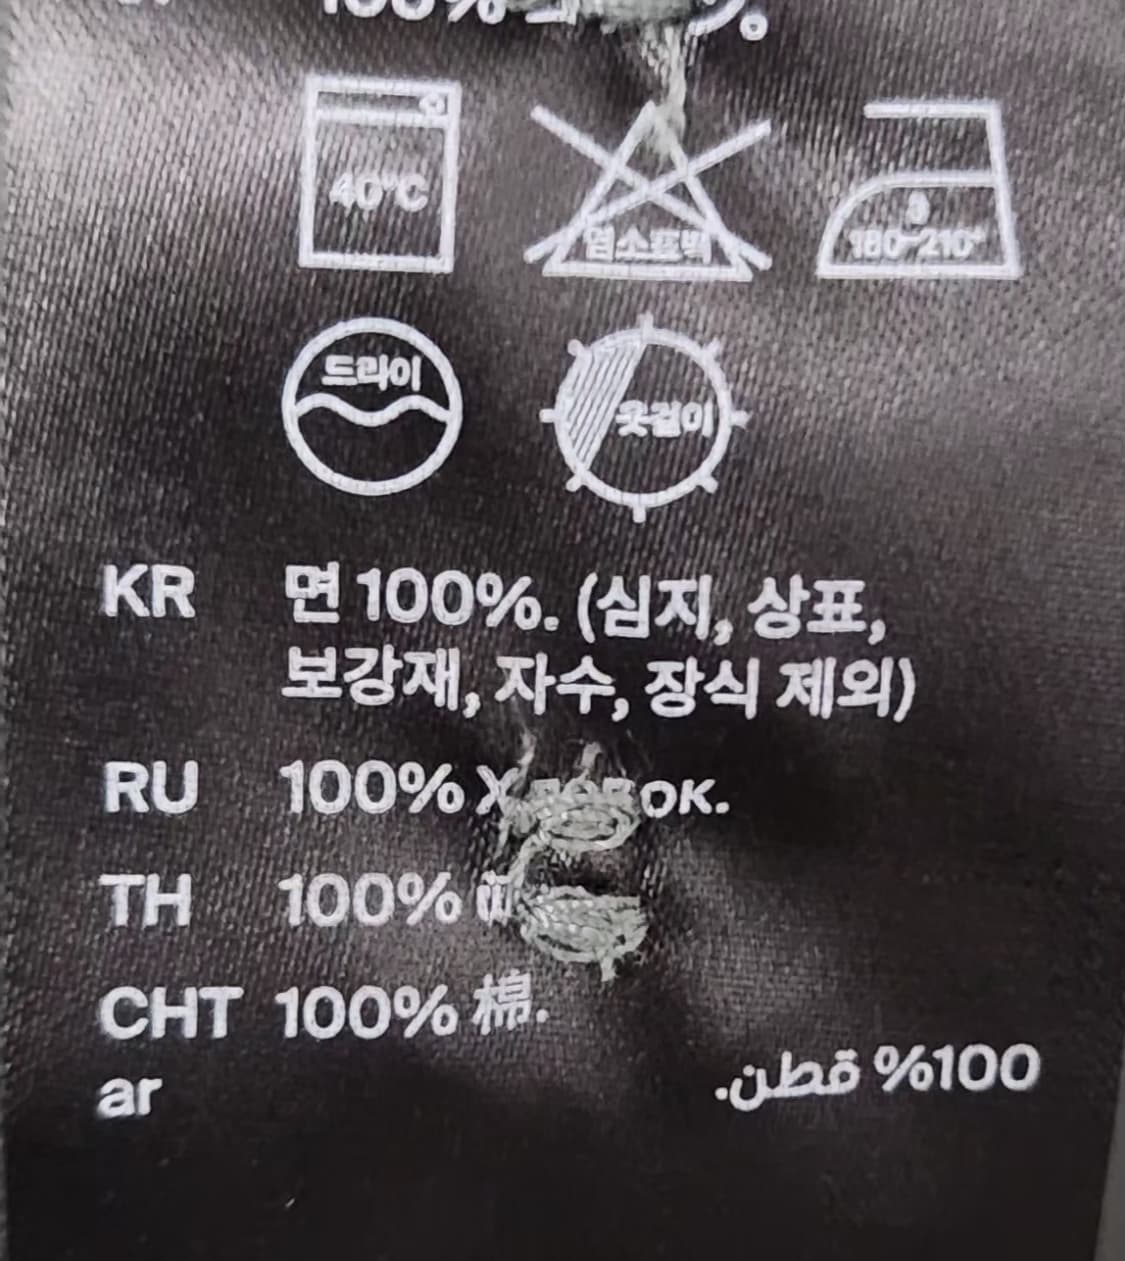 100%
40°C
염소표백
3
180~210°
드라이
옷걸이
KR 면 100%. (심지, 상표,
보강재, 자수, 장식 제외)
RU 100%
TH 100%
CHT 100% 棉.
ar 100% قطن.